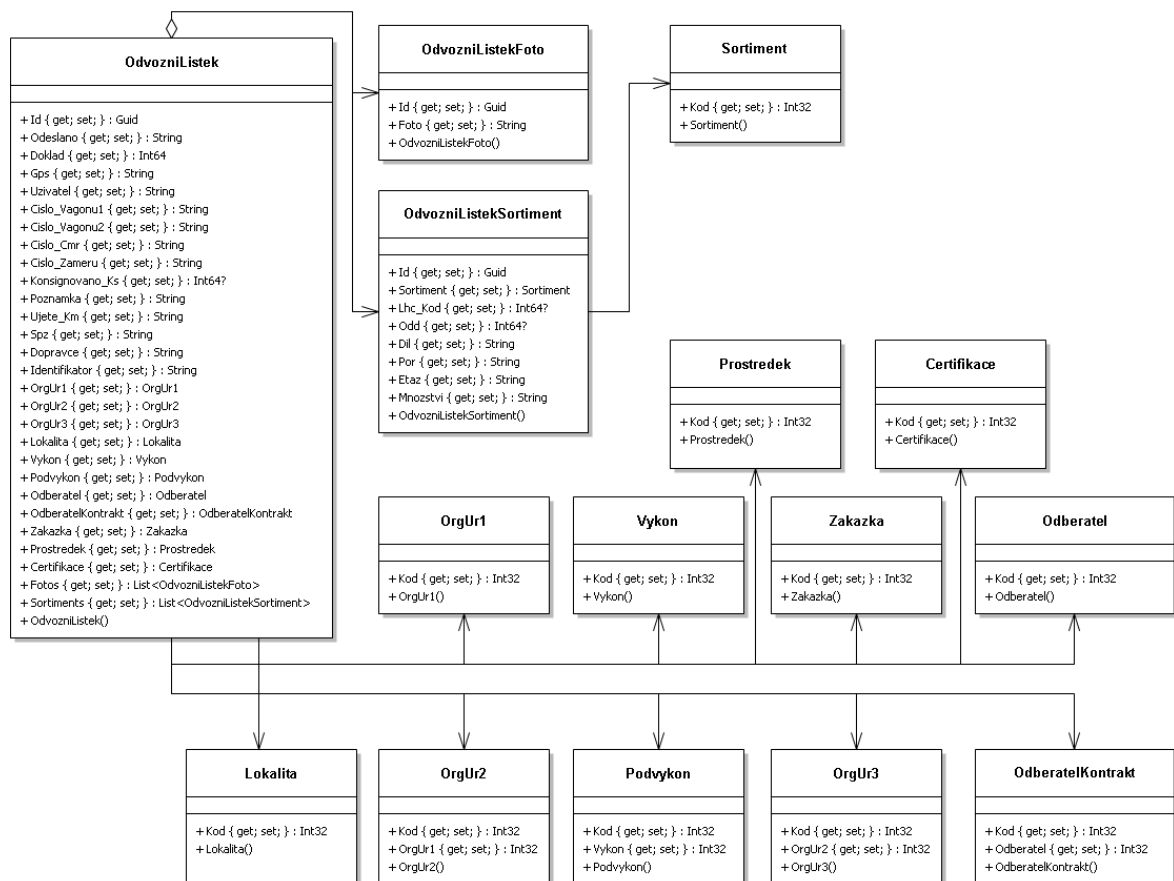 OdvozniListek
+ Id { get; set; } : Guid
+ Odeslano { get; set; } : String
+ Doklad { get; set; } : Int64
+ Gps { get; set; } : String
+ Uzivatel { get; set; } : String
+ Cislo_Vagonu1 { get; set; } : String
+ Cislo_Vagonu2 { get; set; } : String
+ Cislo_Cmr { get; set; } : String
+ Cislo_Zameru { get; set; } : String
+ Konsignovano_Ks { get; set; } : Int64?
+ Poznamka { get; set; } : String
+ Ujete_Km { get; set; } : String
+ Spz { get; set; } : String
+ Dopravce { get; set; } : String
+ Identifikator { get; set; } : String
+ OrgUr1 { get; set; } : OrgUr1
+ OrgUr2 { get; set; } : OrgUr2
+ OrgUr3 { get; set; } : OrgUr3
+ Lokalita { get; set; } : Lokalita
+ Vykon { get; set; } : Vykon
+ Podvykon { get; set; } : Podvykon
+ Odberatel { get; set; } : Odberatel
+ OdberatelKontrakt { get; set; } : OdberatelKontrakt
+ Zakazka { get; set; } : Zakazka
+ Prostredek { get; set; } : Prostredek
+ Certifikace { get; set; } : Certifikace
+ Fotos { get; set; } : List<OdvozniListekFoto>
+ Sortiments { get; set; } : List<OdvozniListekSortiment>
+ OdvozniListek()
OdvozniListekFoto
+ Id { get; set; } : Guid
+ Foto { get; set; } : String
+ OdvozniListekFoto()
Sortiment
+ Kod { get; set; } : Int32
+ Sortiment()
OdvozniListekSortiment
+ Id { get; set; } : Guid
+ Sortiment { get; set; } : Sortiment
+ Lhc_Kod { get; set; } : Int64?
+ Odd { get; set; } : Int64?
+ Dil { get; set; } : String
+ Por { get; set; } : String
+ Etaz { get; set; } : String
+ Mnozstvi { get; set; } : String
+ OdvozniListekSortiment()
Prostredek
+ Kod { get; set; } : Int32
+ Prostredek()
Certifikace
+ Kod { get; set; } : Int32
+ Certifikace()
OrgUr1
+ Kod { get; set; } : Int32
+ OrgUr1()
Vykon
+ Kod { get; set; } : Int32
+ Vykon()
Zakazka
+ Kod { get; set; } : Int32
+ Zakazka()
Odberatel
+ Kod { get; set; } : Int32
+ Odberatel()
Lokalita
+ Kod { get; set; } : Int32
+ Lokalita()
OrgUr2
+ Kod { get; set; } : Int32
+ OrgUr1 { get; set; } : Int32
+ OrgUr2()
Podvykon
+ Kod { get; set; } : Int32
+ Vykon { get; set; } : Int32
+ Podvykon()
OrgUr3
+ Kod { get; set; } : Int32
+ OrgUr2 { get; set; } : Int32
+ OrgUr3()
OdberatelKontrakt
+ Kod { get; set; } : Int32
+ Odberatel { get; set; } : Int32
+ OdberatelKontrakt()